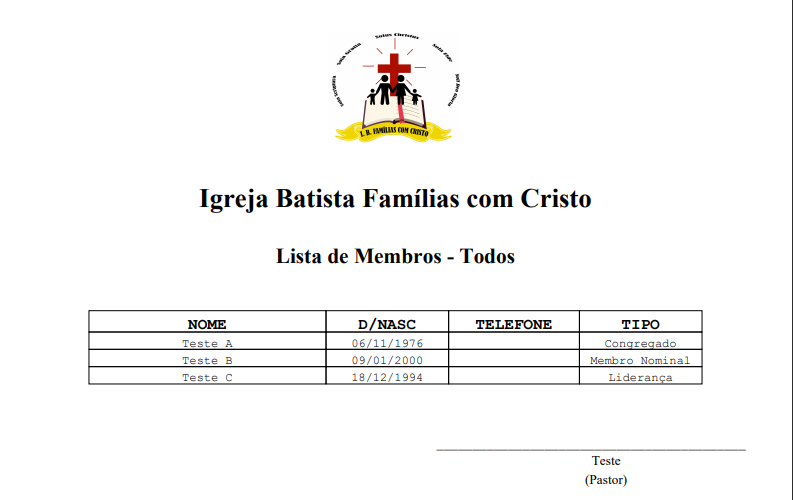 Sola Scriptura
Sola Gratia
Solus Christus
Sola Fide
Soli Deo Gloria
I. B. FAMÍLIAS COM CRISTO
Igreja Batista Famílias com Cristo
Lista de Membros - Todos
NOME D/NASC TELEFONE TIPO
Teste A 06/11/1976 Congregado
Teste B 09/01/2000 Membro Nominal
Teste C 18/12/1994 Liderança
Teste
(Pastor)